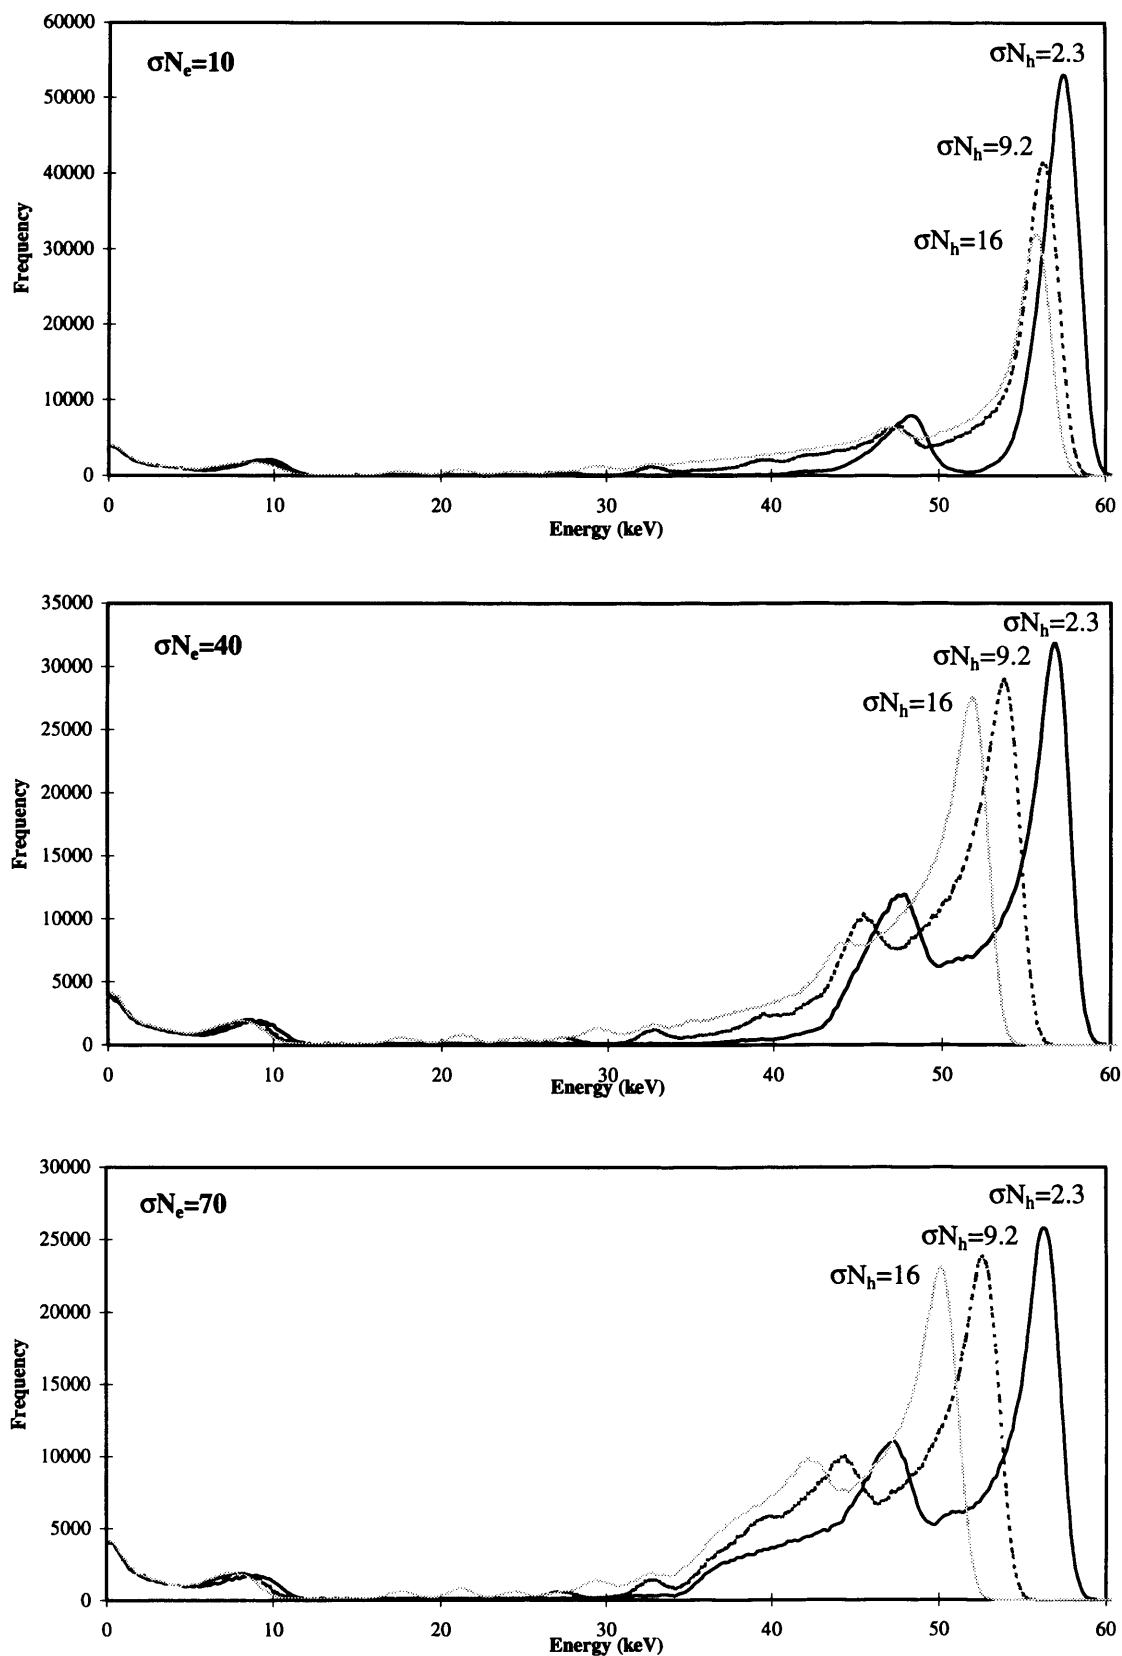 60000
σNₑ=10
σNₕ=2.3
50000
σNₕ=9.2
40000
σNₕ=16
30000
Frequency
20000
10000
0
0 10 20 30 40 50 60
Energy (keV)
35000
σNₑ=40
σNₕ=2.3
30000
σNₕ=9.2
σNₕ=16
25000
20000
Frequency
15000
10000
5000
0
0 10 20 30 40 50 60
Energy (keV)
30000
σNₑ=70
σNₕ=2.3
25000
σNₕ=9.2
σNₕ=16
20000
Frequency
15000
10000
5000
0
0 10 20 30 40 50 60
Energy (keV)